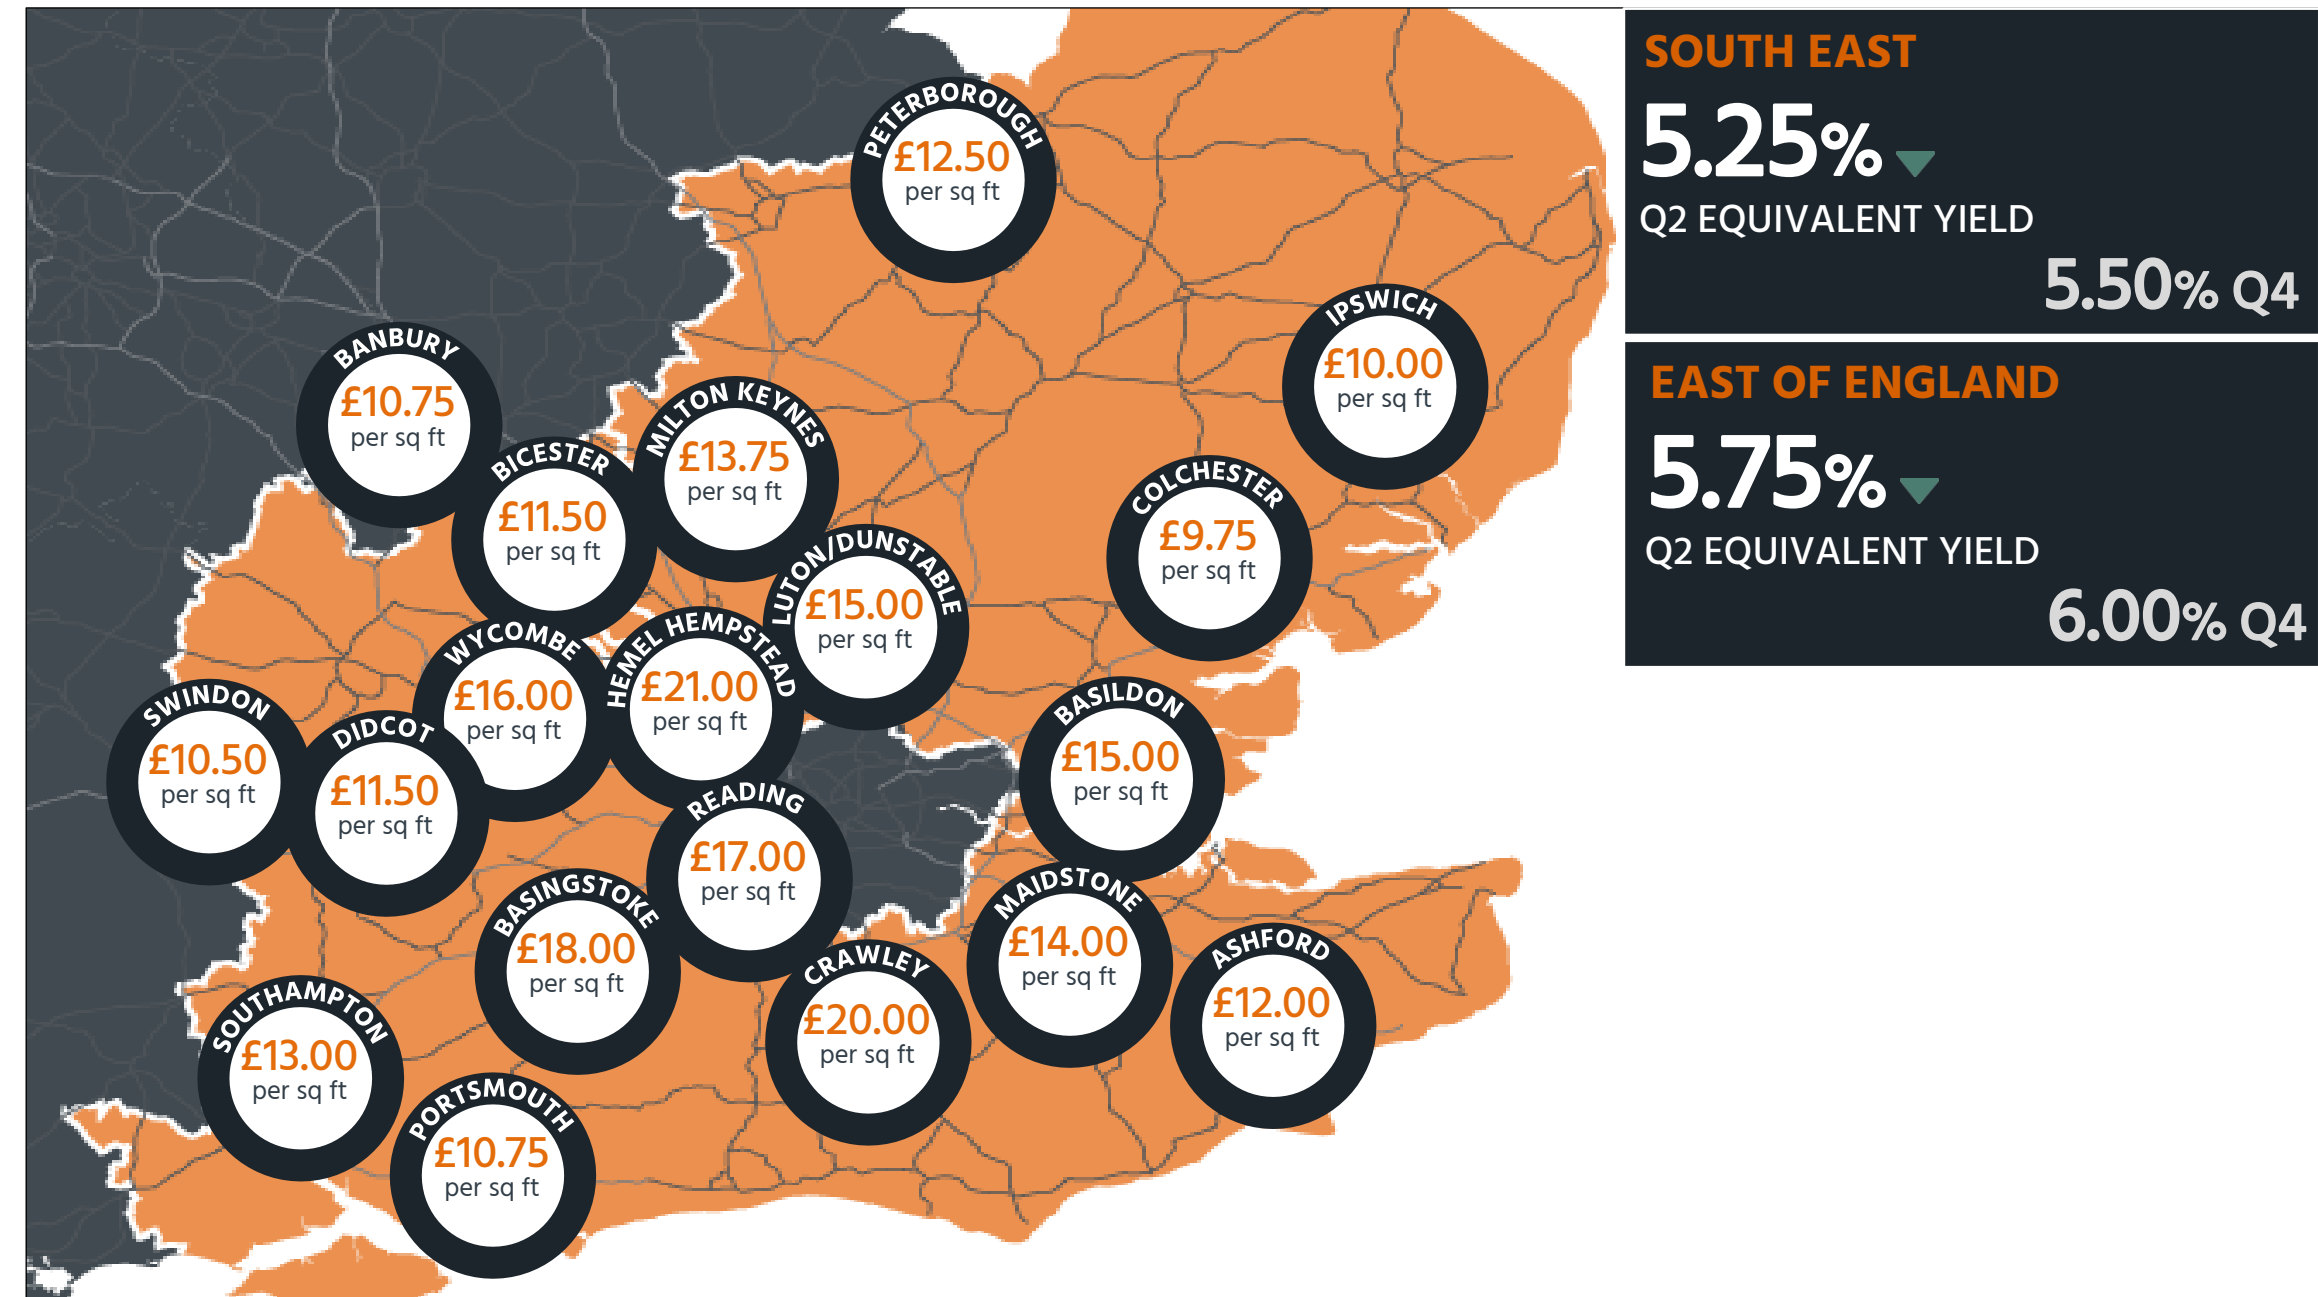 SOUTH EAST
5.25%
Q2 EQUIVALENT YIELD
5.50% Q4
EAST OF ENGLAND
5.75%
Q2 EQUIVALENT YIELD
6.00% Q4
PETERBOROUGH
£12.50
per sq ft
IPSWICH
£10.00
per sq ft
BANBURY
£10.75
per sq ft
MILTON KEYNES
£13.75
per sq ft
BICESTER
£11.50
per sq ft
COLCHESTER
£9.75
per sq ft
LUTON/DUNSTABLE
£15.00
per sq ft
WYCOMBE
£16.00
per sq ft
HEMEL HEMPSTEAD
£21.00
per sq ft
SWINDON
£10.50
per sq ft
DIDCOT
£11.50
per sq ft
BASILDON
£15.00
per sq ft
READING
£17.00
per sq ft
BASINGSTOKE
£18.00
per sq ft
MAIDSTONE
£14.00
per sq ft
CRAWLEY
£20.00
per sq ft
ASHFORD
£12.00
per sq ft
SOUTHAMPTON
£13.00
per sq ft
PORTSMOUTH
£10.75
per sq ft